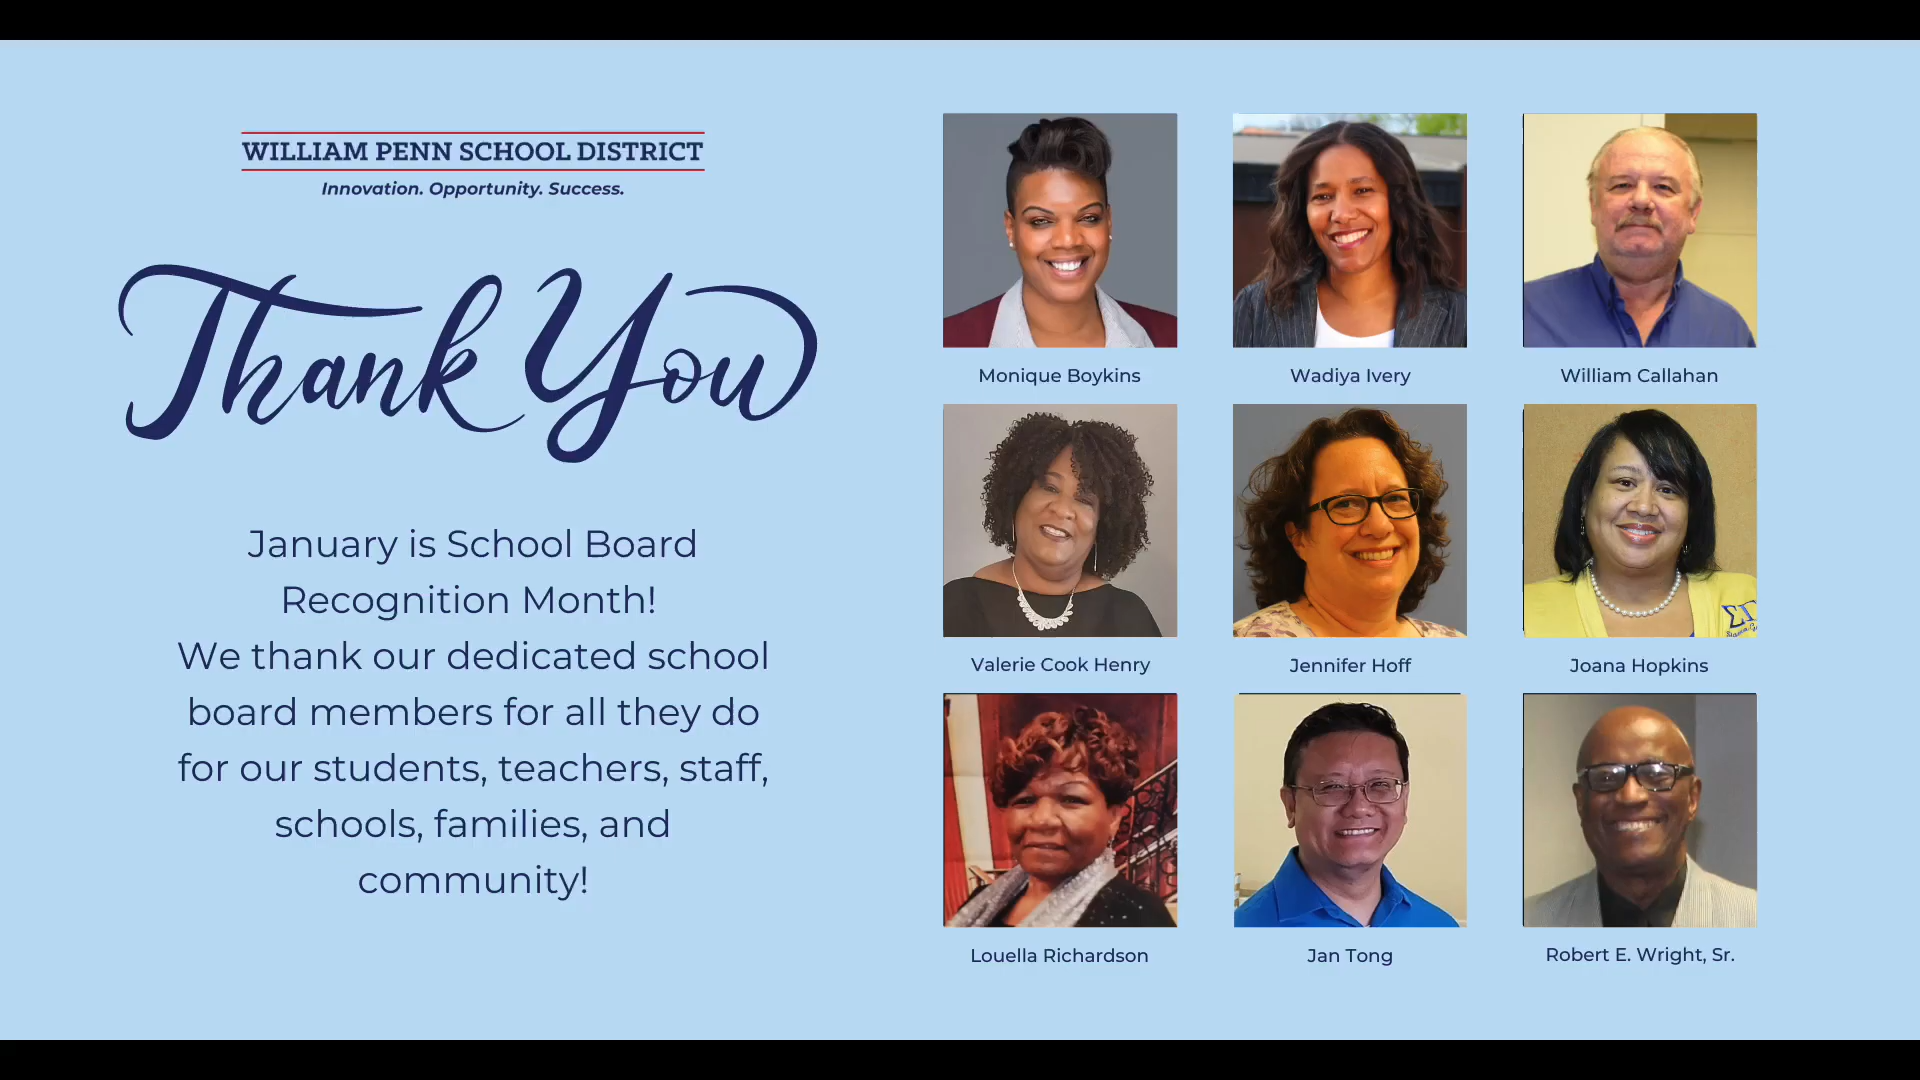 WILLIAM PENN SCHOOL DISTRICT
Innovation. Opportunity. Success.
Thank You
January is School Board
Recognition Month!
We thank our dedicated school
board members for all they do
for our students, teachers, staff,
schools, families, and
community!
Monique Boykins
Wadiya Ivery
William Callahan
Valerie Cook Henry
Jennifer Hoff
Joana Hopkins
ΣΓ
Louella Richardson
Jan Tong
Robert E. Wright, Sr.